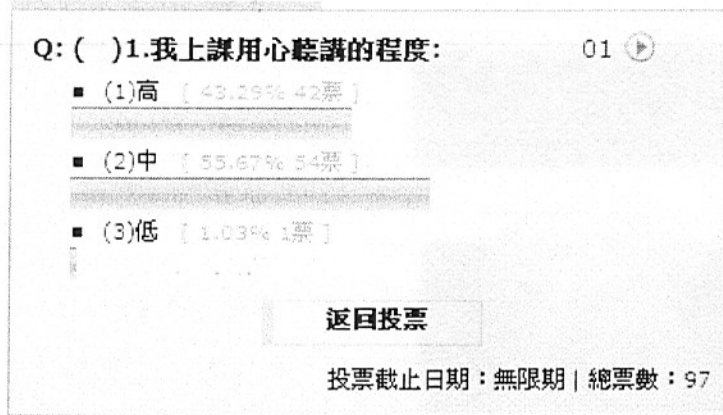 Q: ( )1.我上課用心聽講的程度: 01
(1)高 [ 43.29% 42票 ]
(2)中 [ 55.67% 54票 ]
(3)低 [ 1.03% 1票 ]
返回投票
投票截止日期：無限期 | 總票數：97